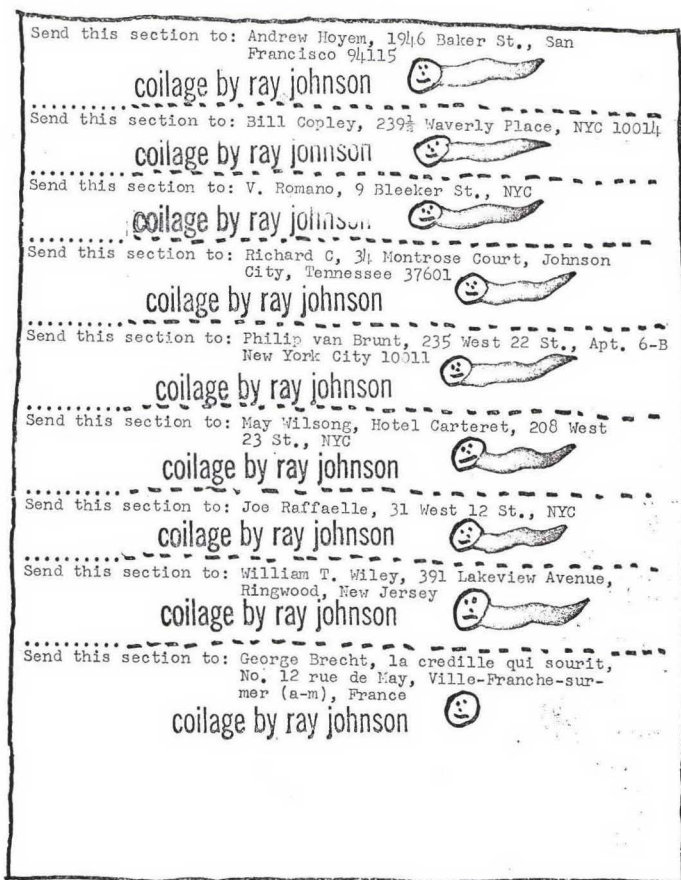 Send this section to: Andrew Hoyem, 1946 Baker St., San
Francisco 94115
coilage by ray johnson
Send this section to: Bill Copley, 239½ Waverly Place, NYC 10014
coilage by ray johnson
Send this section to: V. Romano, 9 Bleeker St., NYC
coilage by ray johnson
Send this section to: Richard C, 34 Montrose Court, Johnson
City, Tennessee 37601
coilage by ray johnson
Send this section to: Philip van Brunt, 235 West 22 St., Apt. 6-B
New York City 10011
coilage by ray johnson
Send this section to: May Wilsong, Hotel Carteret, 208 West
23 St., NYC
coilage by ray johnson
Send this section to: Joe Raffaelle, 31 West 12 St., NYC
coilage by ray johnson
Send this section to: William T. Wiley, 391 Lakeview Avenue,
Ringwood, New Jersey
coilage by ray johnson
Send this section to: George Brecht, la credille qui sourit,
No. 12 rue de May, Ville-Franche-sur-
mer (a-m), France
coilage by ray johnson